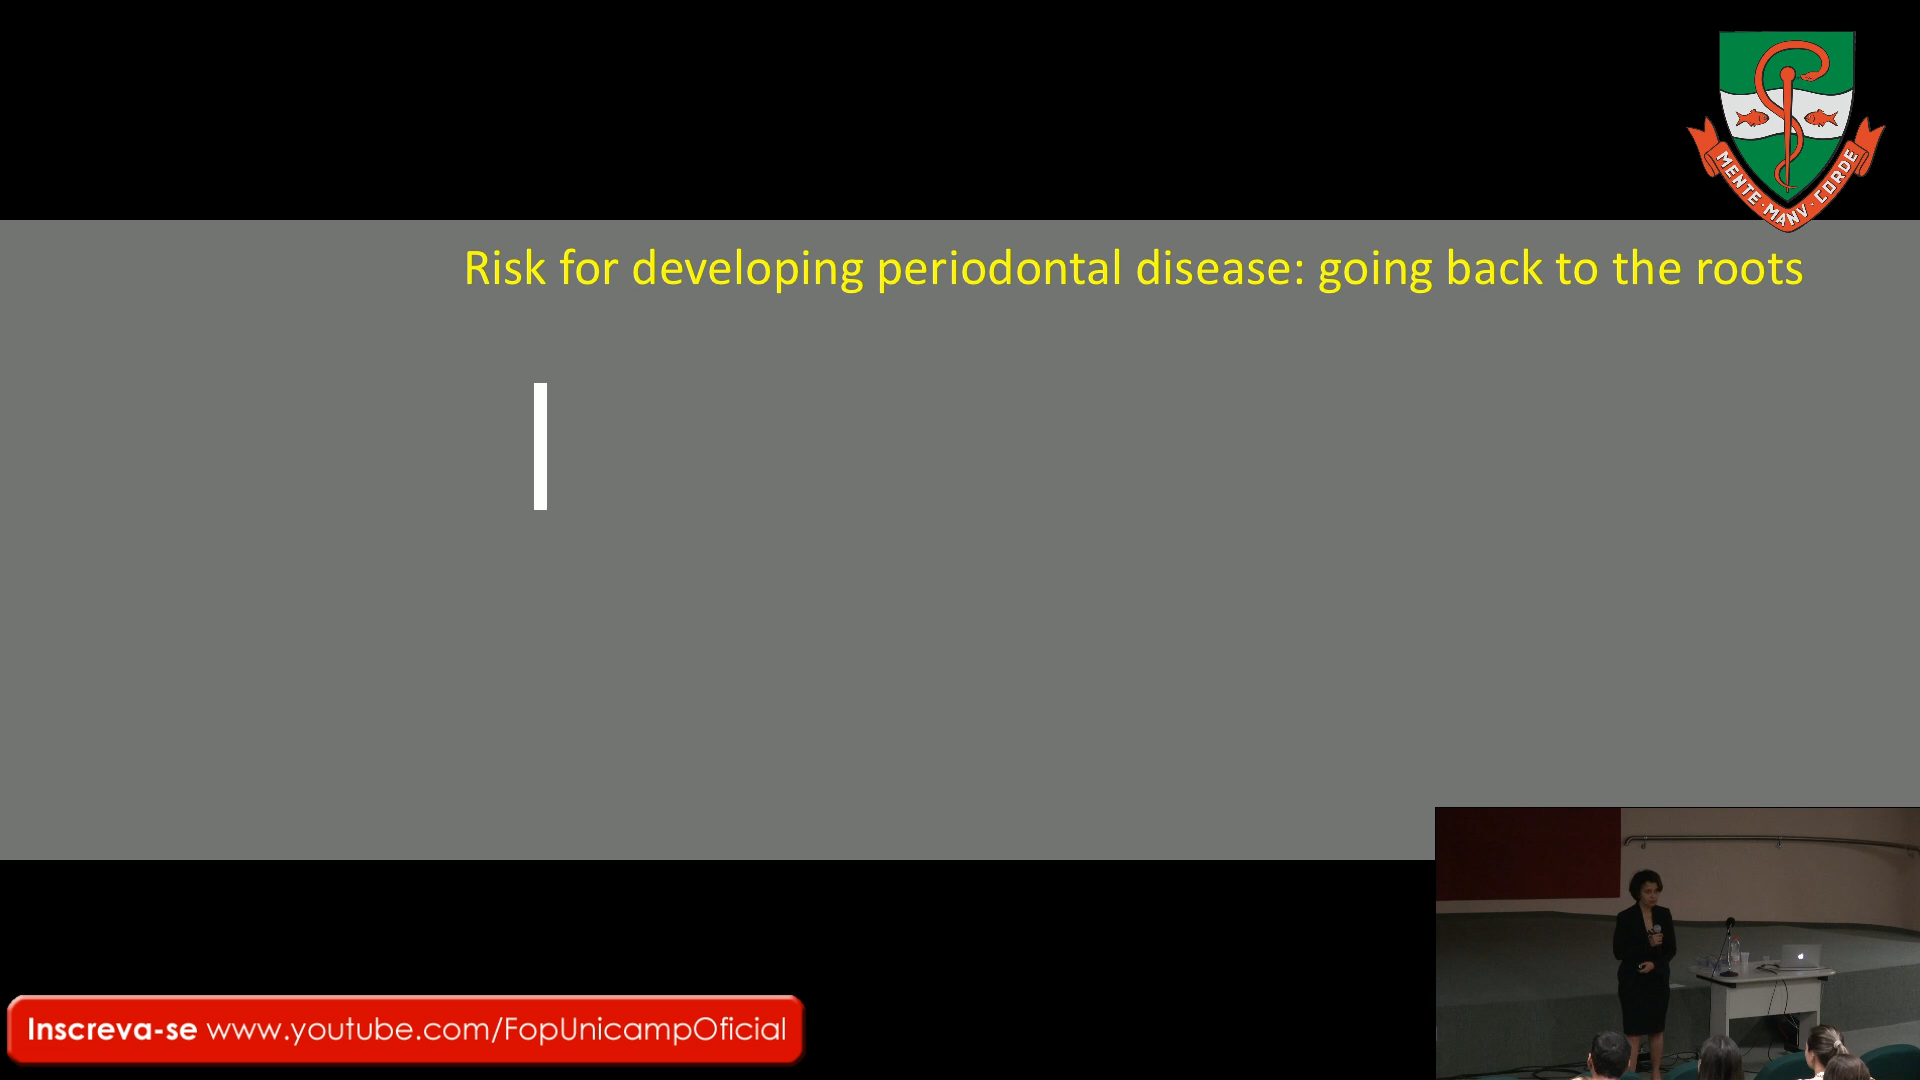 MENTE · MANV · CORDE
Risk for developing periodontal disease: going back to the roots
Inscreva-se www.youtube.com/FopUnicampOficial